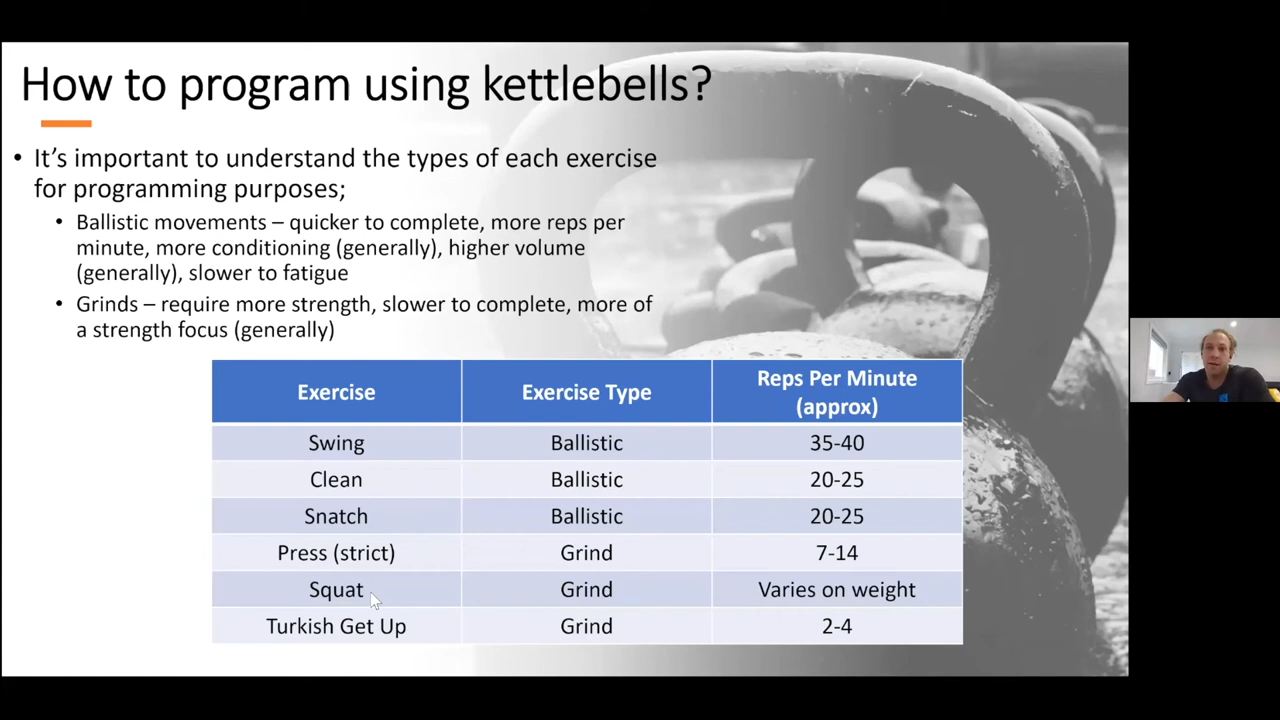 How to program using kettlebells?
• It's important to understand the types of each exercise
for programming purposes;
• Ballistic movements – quicker to complete, more reps per
minute, more conditioning (generally), higher volume
(generally), slower to fatigue
• Grinds – require more strength, slower to complete, more of
a strength focus (generally)
Exercise Exercise Type Reps Per Minute
(approx)
Swing Ballistic 35-40
Clean Ballistic 20-25
Snatch Ballistic 20-25
Press (strict) Grind 7-14
Squat Grind Varies on weight
Turkish Get Up Grind 2-4